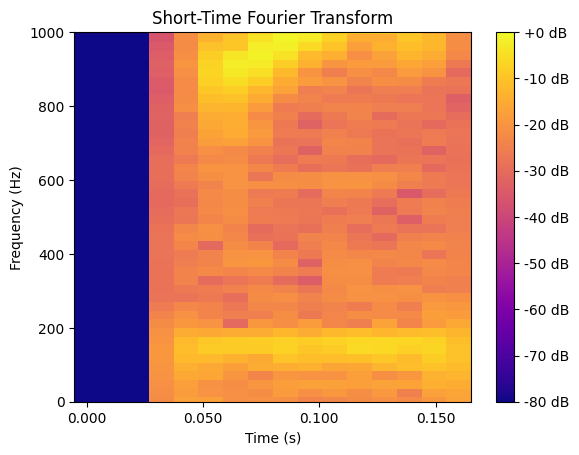 Short-Time Fourier Transform
1000
800
600
400
200
0
Frequency (Hz)
0.000
0.050
0.100
0.150
Time (s)
+0 dB
-10 dB
-20 dB
-30 dB
-40 dB
-50 dB
-60 dB
-70 dB
-80 dB